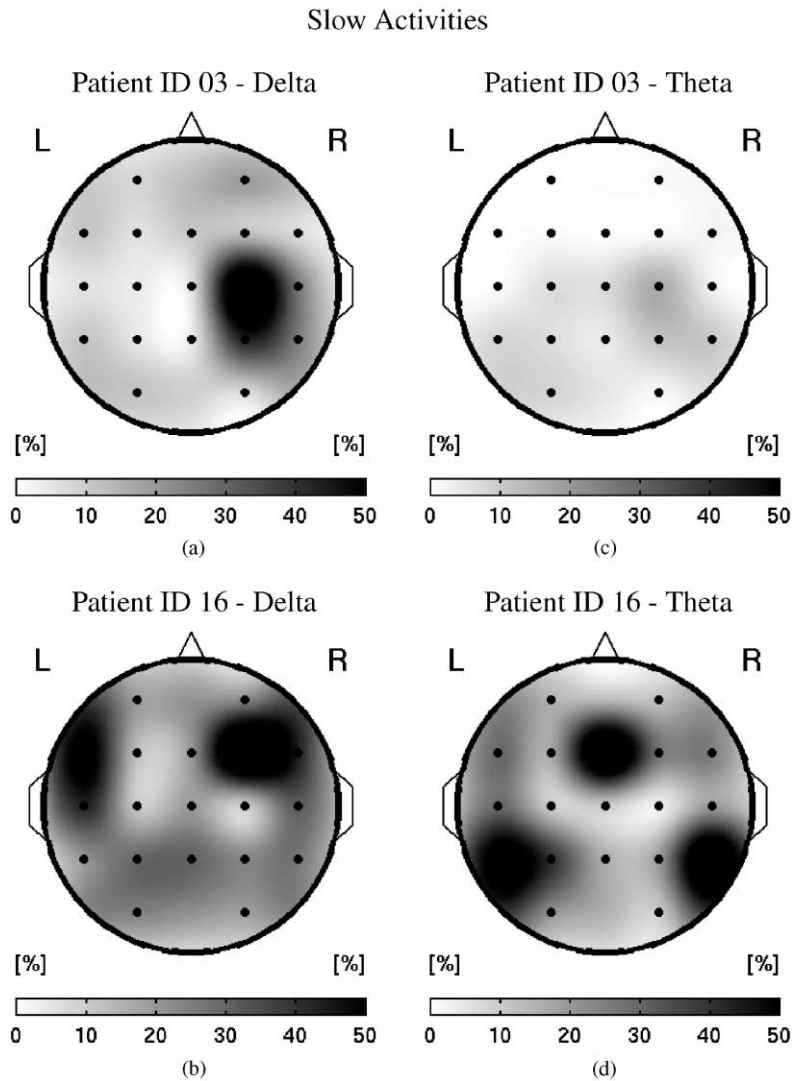 Slow Activities
Patient ID 03 - Delta
Patient ID 03 - Theta
L R
L R
[%] [%]
[%] [%]
0 10 20 30 40 50
0 10 20 30 40 50
(a)
(c)
Patient ID 16 - Delta
Patient ID 16 - Theta
L R
L R
[%] [%]
[%] [%]
0 10 20 30 40 50
0 10 20 30 40 50
(b)
(d)